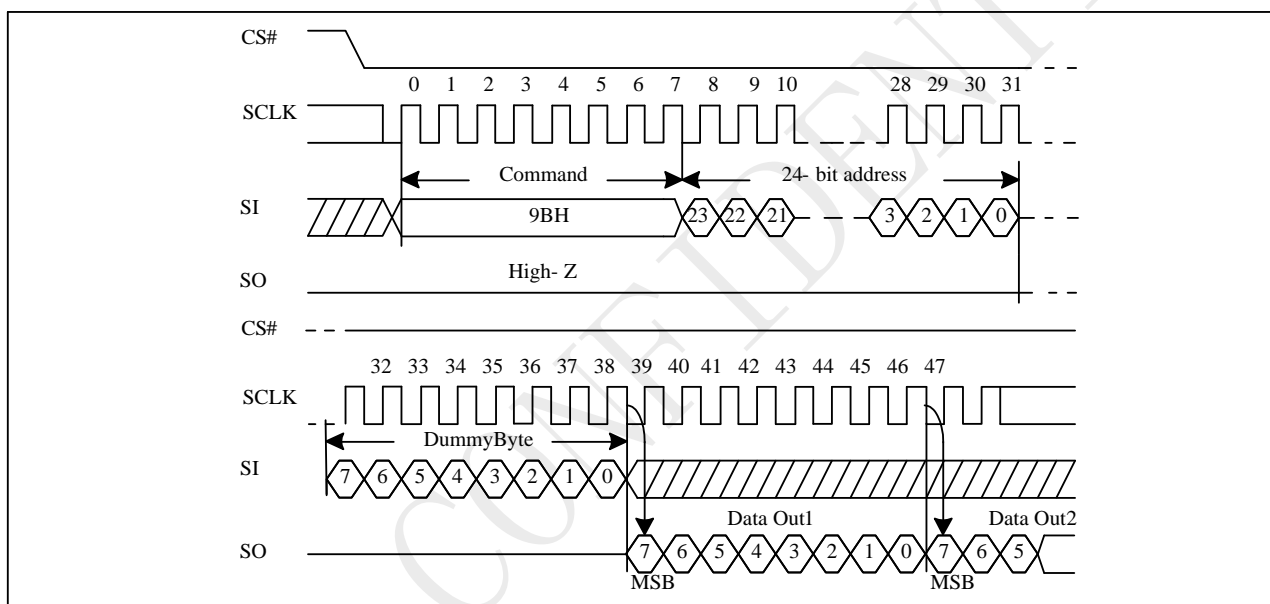 CS#
0 1 2 3 4 5 6 7 8 9 10 28 29 30 31
SCLK
Command 24- bit address
SI 9BH 23 22 21 3 2 1 0
High- Z
SO
CS#
32 33 34 35 36 37 38 39 40 41 42 43 44 45 46 47
SCLK
DummyByte
SI 7 6 5 4 3 2 1 0
Data Out1 Data Out2
SO 7 6 5 4 3 2 1 0 7 6 5
MSB MSB
CONFIDENT